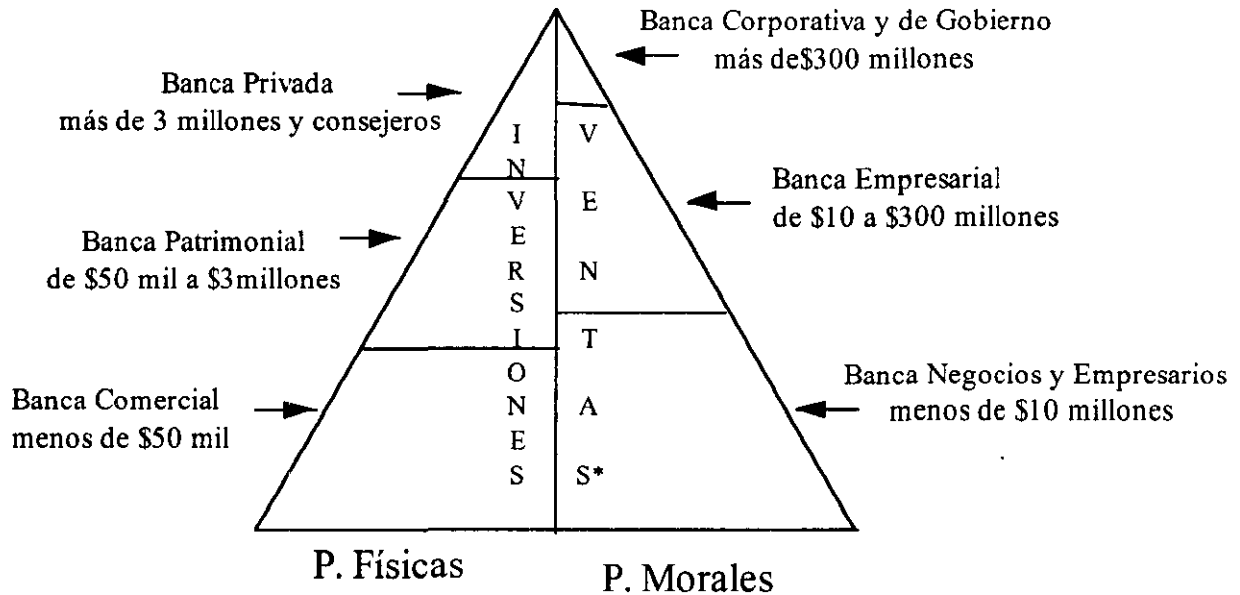 Banca Corporativa y de Gobierno
más de$300 millones
Banca Privada
más de 3 millones y consejeros
INVERSIONES
VENTAS*
Banca Empresarial
de $10 a $300 millones
Banca Patrimonial
de $50 mil a $3millones
Banca Negocios y Empresarios
menos de $10 millones
Banca Comercial
menos de $50 mil
P. Físicas
P. Morales